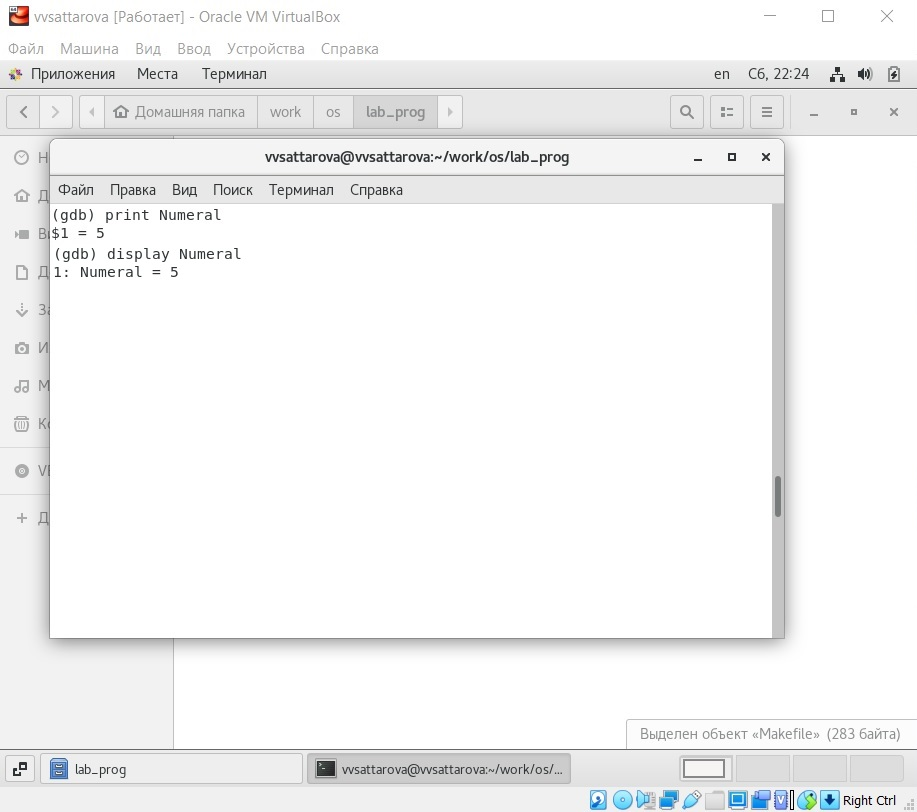 vvsattarova [Работает] - Oracle VM VirtualBox
Файл Машина Вид Ввод Устройства Справка
Приложения Места Терминал en Сб, 22:24
Домашняя папка work os lab_prog
vvsattarova@vvsattarova:~/work/os/lab_prog
Файл Правка Вид Поиск Терминал Справка
(gdb) print Numeral
$1 = 5
(gdb) display Numeral
1: Numeral = 5
Выделен объект «Makefile» (283 байта)
lab_prog vvsattarova@vvsattarova:~/work/os/...
Right Ctrl